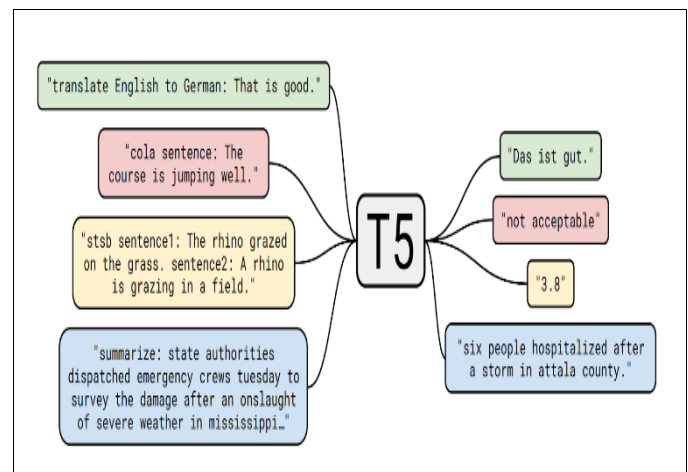 "translate English to German: That is good."
"cola sentence: The
course is jumping well."
"stsb sentence1: The rhino grazed
on the grass. sentence2: A rhino
is grazing in a field."
"summarize: state authorities
dispatched emergency crews tuesday to
survey the damage after an onslaught
of severe weather in mississippi…"
T5
"Das ist gut."
"not acceptable"
"3.8"
"six people hospitalized after
a storm in attala county."